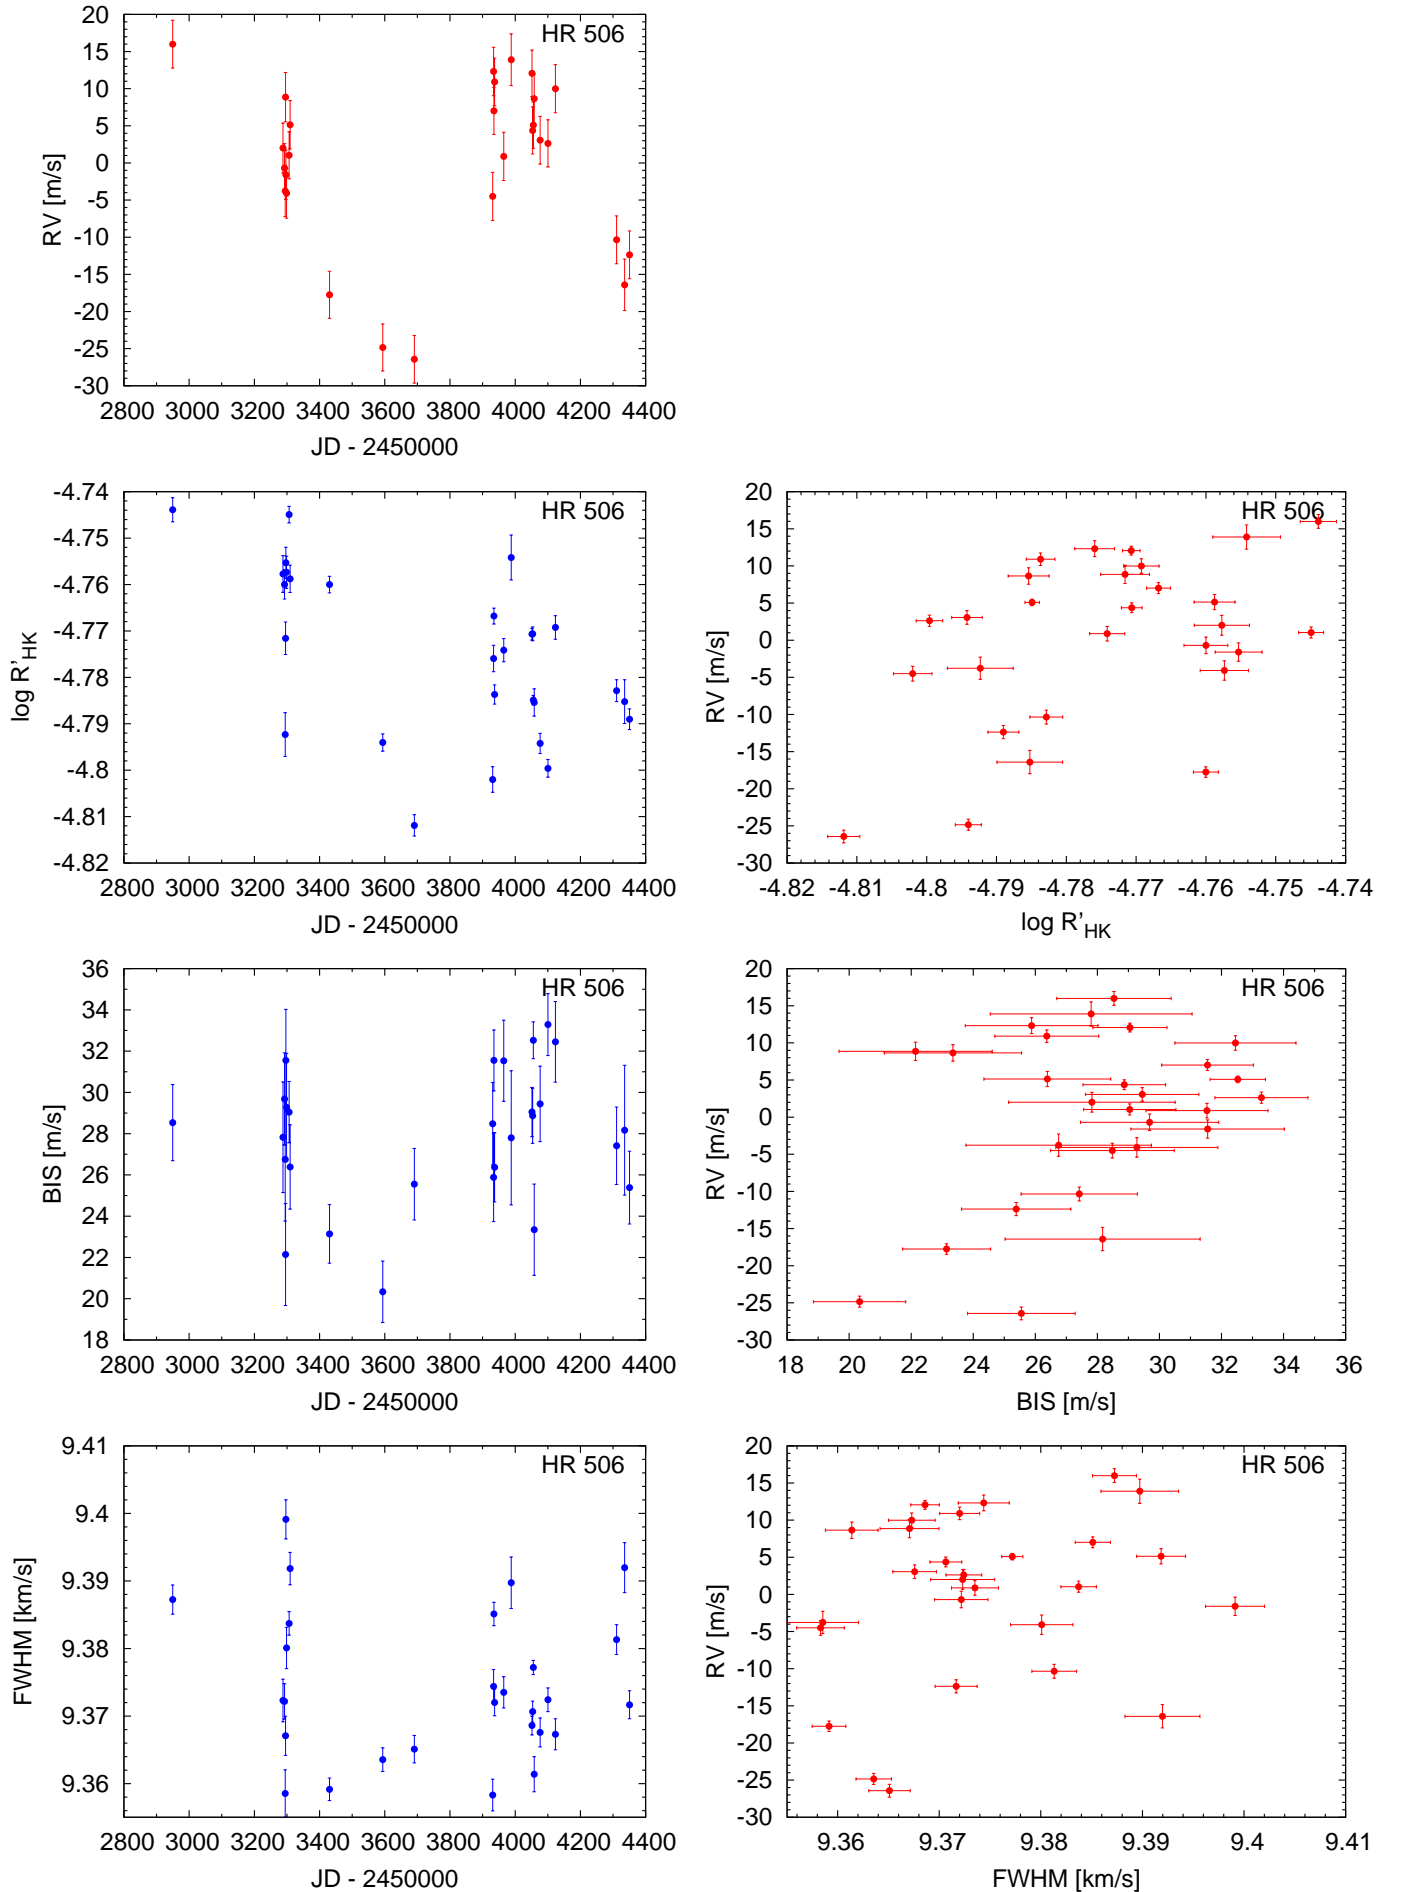 20
15
10
5
0
-5
-10
-15
-20
-25
-30
RV [m/s]
HR 506
2800 3000 3200 3400 3600 3800 4000 4200 4400
JD - 2450000
-4.74
-4.75
-4.76
-4.77
-4.78
-4.79
-4.8
-4.81
-4.82
log R'HK
HR 506
2800 3000 3200 3400 3600 3800 4000 4200 4400
JD - 2450000
20
15
10
5
0
-5
-10
-15
-20
-25
-30
RV [m/s]
HR 506
-4.82 -4.81 -4.8 -4.79 -4.78 -4.77 -4.76 -4.75 -4.74
log R'HK
36
34
32
30
28
26
24
22
20
18
BIS [m/s]
HR 506
2800 3000 3200 3400 3600 3800 4000 4200 4400
JD - 2450000
20
15
10
5
0
-5
-10
-15
-20
-25
-30
RV [m/s]
HR 506
18 20 22 24 26 28 30 32 34 36
BIS [m/s]
9.41
9.4
9.39
9.38
9.37
9.36
FWHM [km/s]
HR 506
2800 3000 3200 3400 3600 3800 4000 4200 4400
JD - 2450000
20
15
10
5
0
-5
-10
-15
-20
-25
-30
RV [m/s]
HR 506
9.36 9.37 9.38 9.39 9.4 9.41
FWHM [km/s]